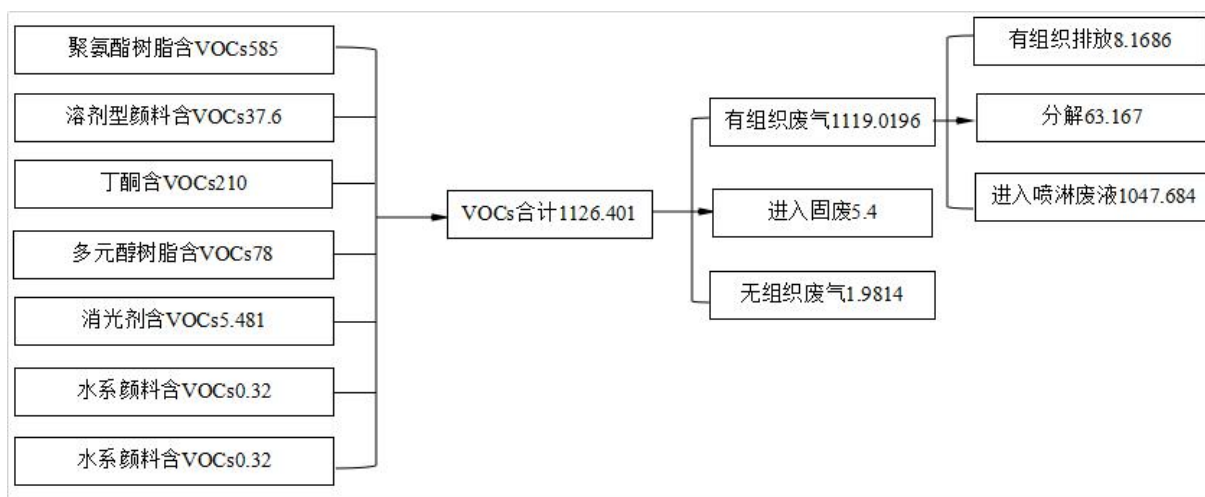 聚氨酯树脂含VOCs585
溶剂型颜料含VOCs37.6
丁酮含VOCs210
多元醇树脂含VOCs78
消光剂含VOCs5.481
水系颜料含VOCs0.32
水系颜料含VOCs0.32
VOCs合计1126.401
有组织废气1119.0196
进入固废5.4
无组织废气1.9814
有组织排放8.1686
分解63.167
进入喷淋废液1047.684